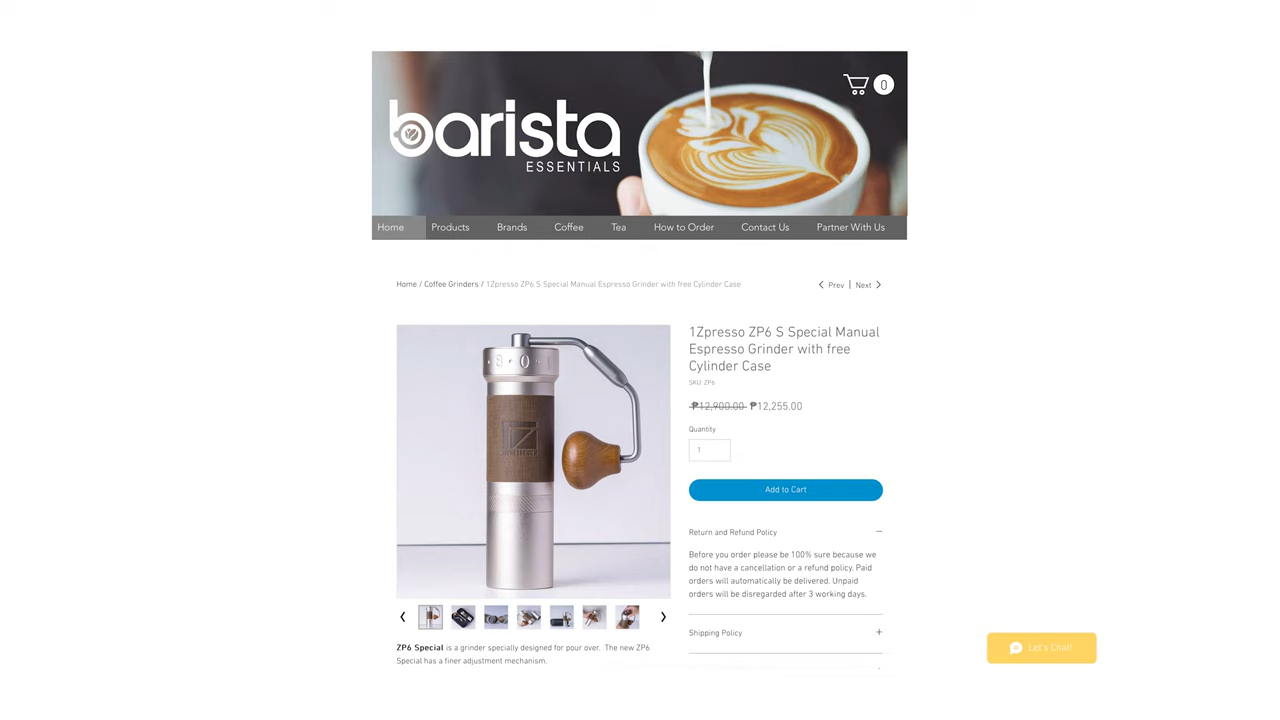 barista
ESSENTIALS
0
Home Products Brands Coffee Tea How to Order Contact Us Partner With Us
Home / Coffee Grinders / 1Zpresso ZP6 S Special Manual Espresso Grinder with free Cylinder Case
Prev | Next
1Zpresso ZP6 S Special Manual
Espresso Grinder with free
Cylinder Case
SKU: ZP6
₱12,900.00 ₱12,255.00
Quantity
1
Add to Cart
Return and Refund Policy
Before you order please be 100% sure because we
do not have a cancellation or a refund policy. Paid
orders will automatically be delivered. Unpaid
orders will be disregarded after 3 working days.
Shipping Policy
ZP6 Special is a grinder specially designed for pour over. The new ZP6
Special has a finer adjustment mechanism.
Let's Chat!